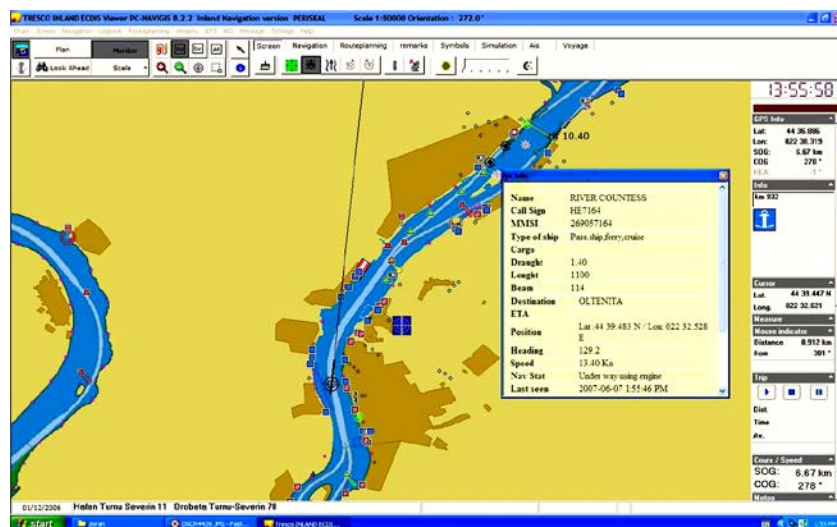 TRESCO INLAND ECDIS Viewer PC-NAVIGIS 8.2.2 Inland Navigation version PERISKAL Scale 1:80000 Orientation : 272.0°
Plan Monitor Screen Navigation Routeplanning remarks Symbols Simulation Ais Voyage
Look Ahead Scale
13:55:58
GPS Info
Lat: 44 36.886
Lon: 022 38.319
SOG: 6.67 km
COG 278 °
HEA -1 °
Info
km 932
10.40
Name RIVER COUNTESS
Call Sign HE7164
MMSI 269057164
Type of ship Pass.ship,ferry,cruise
Cargo
Draught 1.40
Lenght 1100
Beam 114
Destination OLTENITA
ETA
Position Lat:44 39.483 N / Lon: 022 32.528 E
Heading 129.2
Speed 13.40 Kn
Nav Stat Under way using engine
Last seen 2007-06-07 1:55:46 PM
Cursor
Lat. 44 39.447 N
Long. 022 32.621
Measure
Mouse indicator
Distance 8.912 km
from 301 °
Trip
Dist.
Time
Av.
Cours / Speed
SOG: 6.67 km
COG: 278 °
01/12/2006 Hafen Turnu Severin 11 Drobeta Turnu-Severin 78
start zoran Tresco INLAND ECDI...